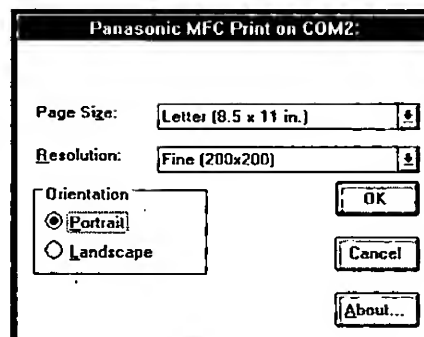 Panasonic MFC Print on COM2:
Page Size: Letter (8.5 x 11 in.)
Resolution: Fine (200x200)
Orientation
Portrait
OK
Landscape
Cancel
About...